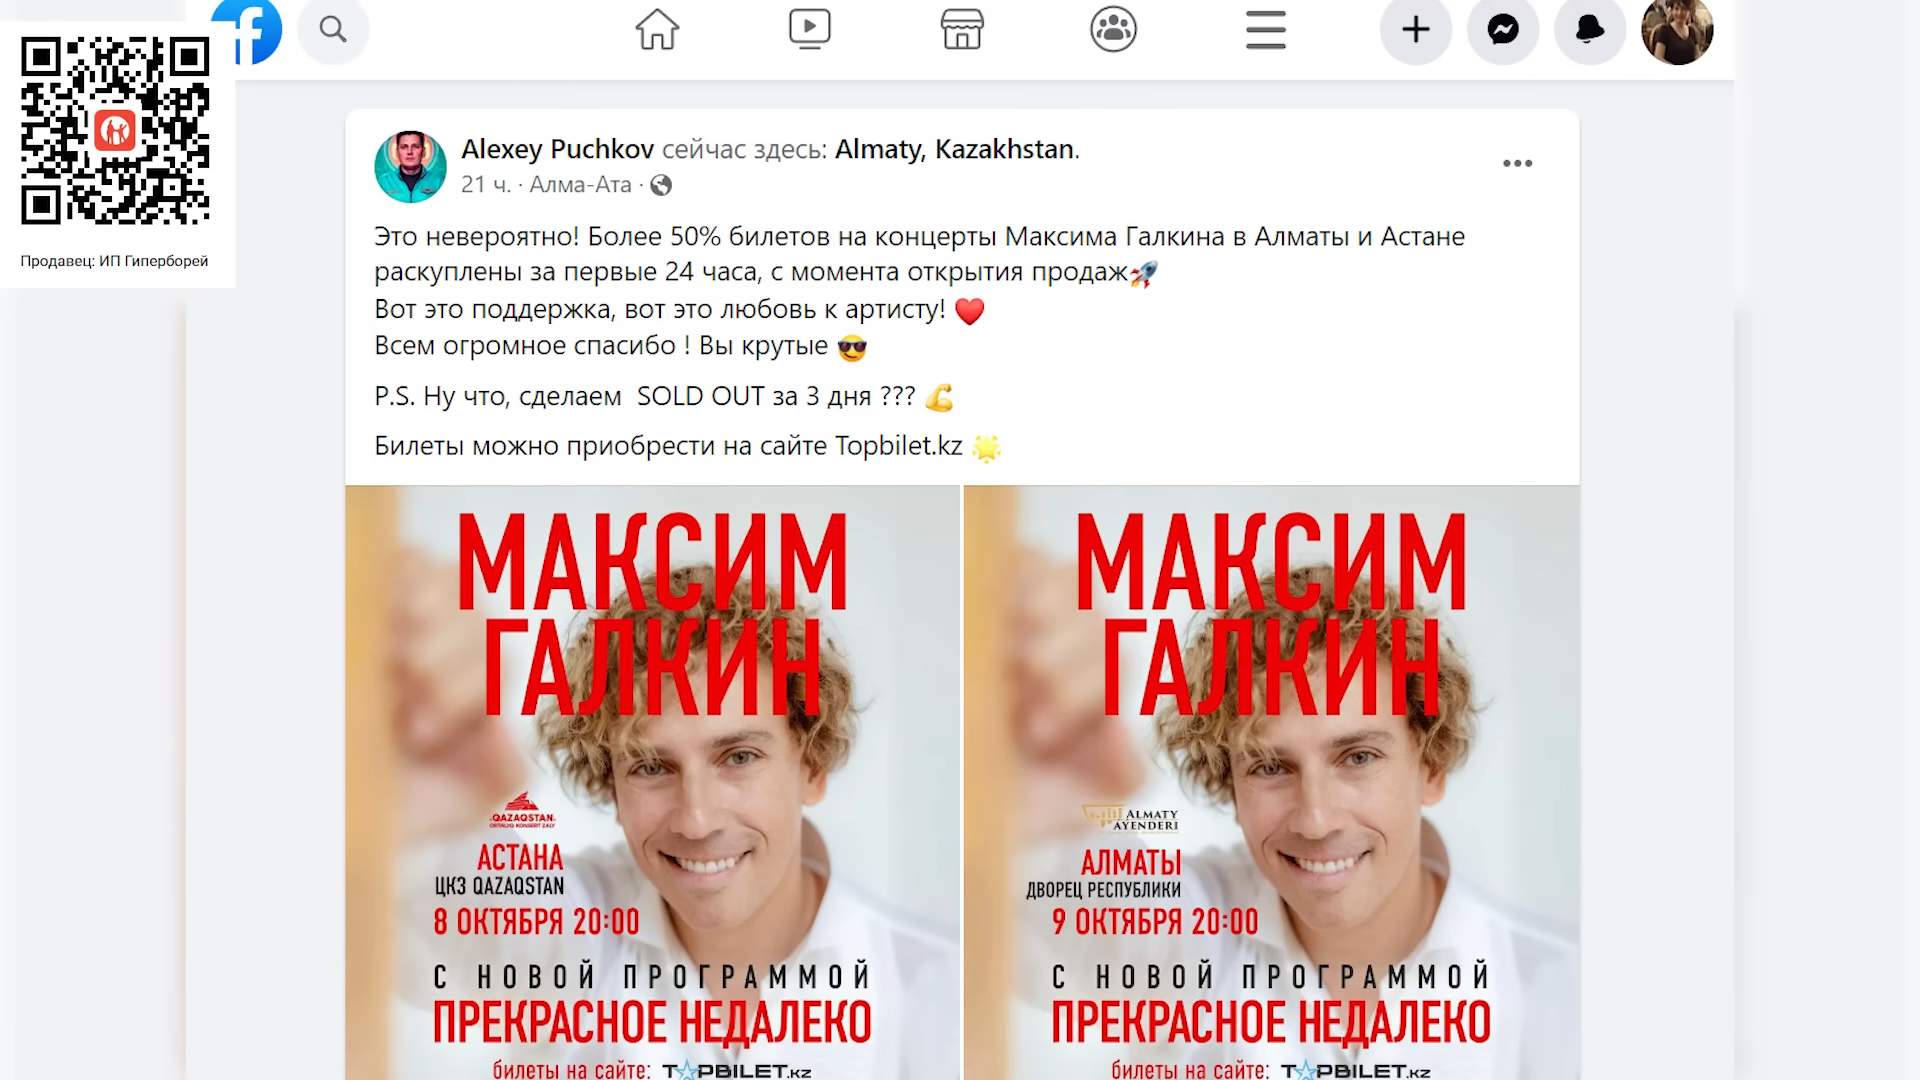 Продавец: ИП Гиперборей
Alexey Puchkov сейчас здесь: Almaty, Kazakhstan.
21 ч. · Алма-Ата ·
Это невероятно! Более 50% билетов на концерты Максима Галкина в Алматы и Астане
раскуплены за первые 24 часа, с момента открытия продаж🚀
Вот это поддержка, вот это любовь к артисту! ❤️
Всем огромное спасибо ! Вы крутые 😎
P.S. Ну что, сделаем SOLD OUT за 3 дня ??? 💪
Билеты можно приобрести на сайте Topbilet.kz 🌟
МАКСИМ
ГАЛКИН
QAZAQSTAN
ORTALYQ KONSERT ZALY
АСТАНА
ЦКЗ QAZAQSTAN
8 ОКТЯБРЯ 20:00
С НОВОЙ ПРОГРАММОЙ
ПРЕКРАСНОЕ НЕДАЛЕКО
билеты на сайте: TOPBILET.KZ
МАКСИМ
ГАЛКИН
ALMATY
ÁYENDERI
АЛМАТЫ
ДВОРЕЦ РЕСПУБЛИКИ
9 ОКТЯБРЯ 20:00
С НОВОЙ ПРОГРАММОЙ
ПРЕКРАСНОЕ НЕДАЛЕКО
билеты на сайте: TOPBILET.KZ